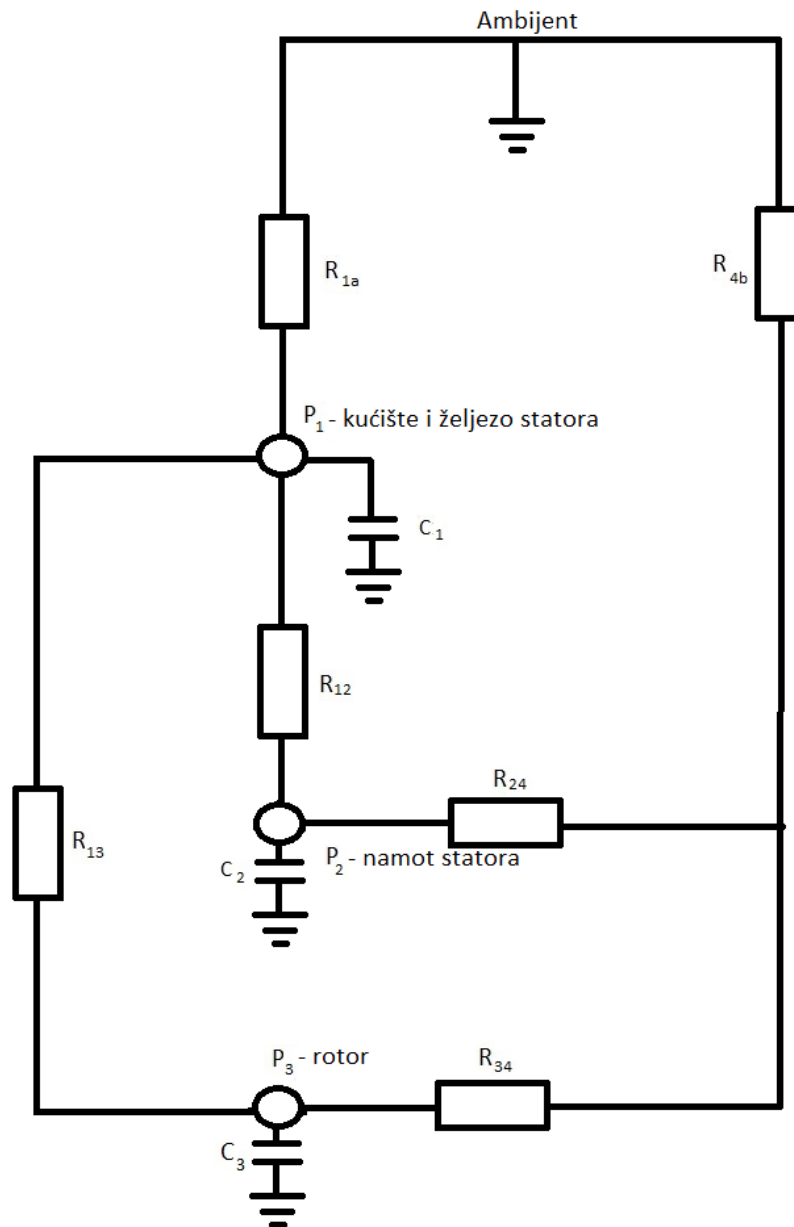 Ambijent
R1a
R4b
P1 - kućište i željezo statora
C1
R12
R24
R13
P2 - namot statora
C2
P3 - rotor
R34
C3